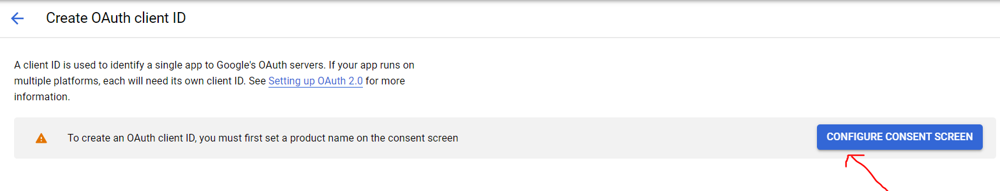 Create OAuth client ID
A client ID is used to identify a single app to Google's OAuth servers. If your app runs on
multiple platforms, each will need its own client ID. See Setting up OAuth 2.0 for more
information.
To create an OAuth client ID, you must first set a product name on the consent screen
CONFIGURE CONSENT SCREEN